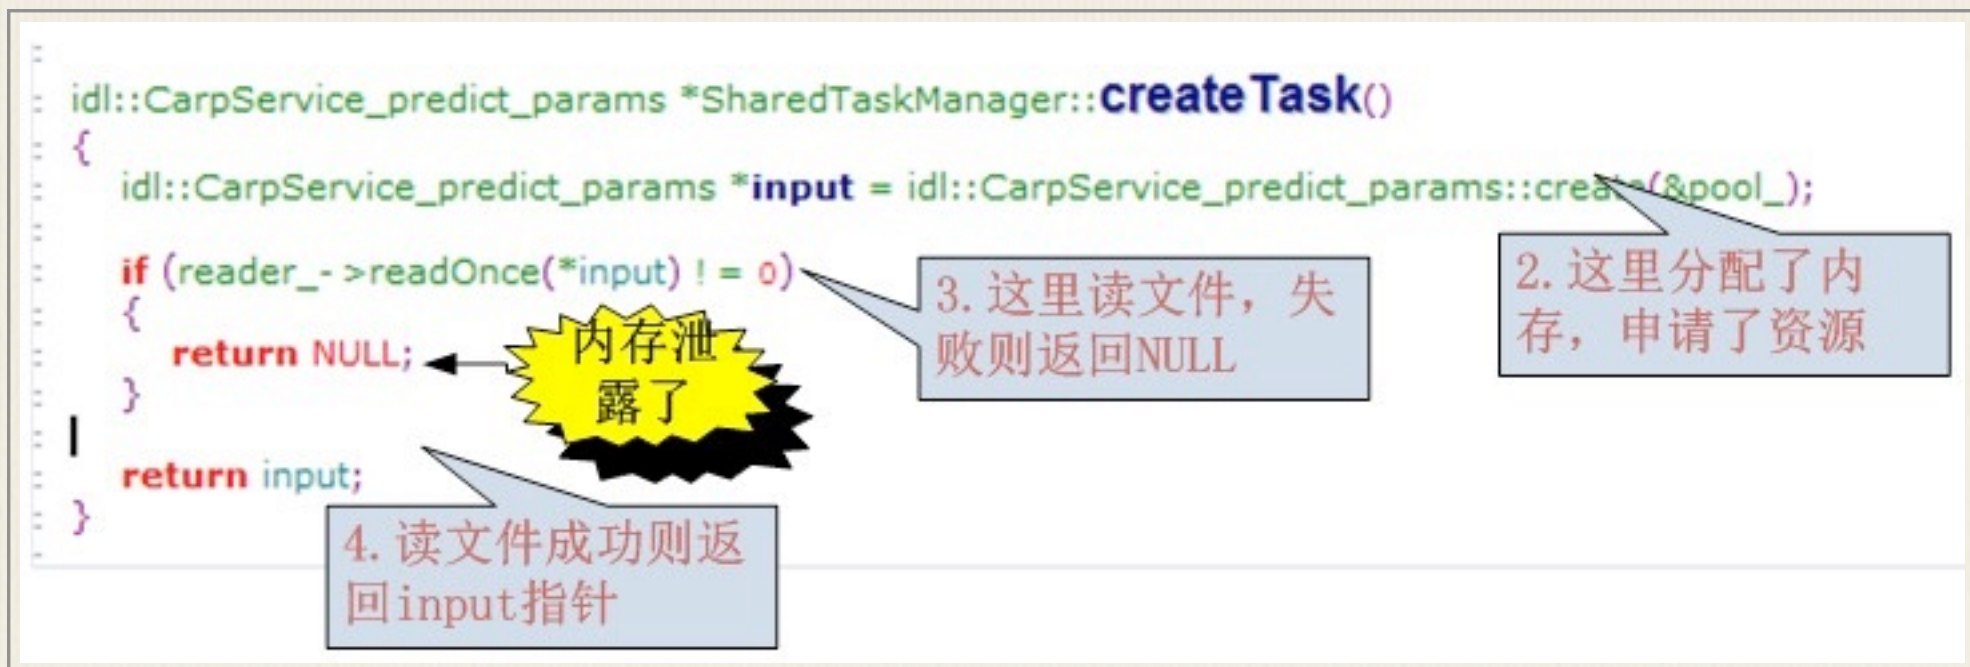 idl::CarpService_predict_params *SharedTaskManager::createTask()
{
idl::CarpService_predict_params *input = idl::CarpService_predict_params::create(&pool_);
2.这里分配了内
存，申请了资源
if (reader_->readOnce(*input) != 0)
3.这里读文件，失
败则返回NULL
{
return NULL;
内存泄
露了
}
return input;
}
4.读文件成功则返
回input指针